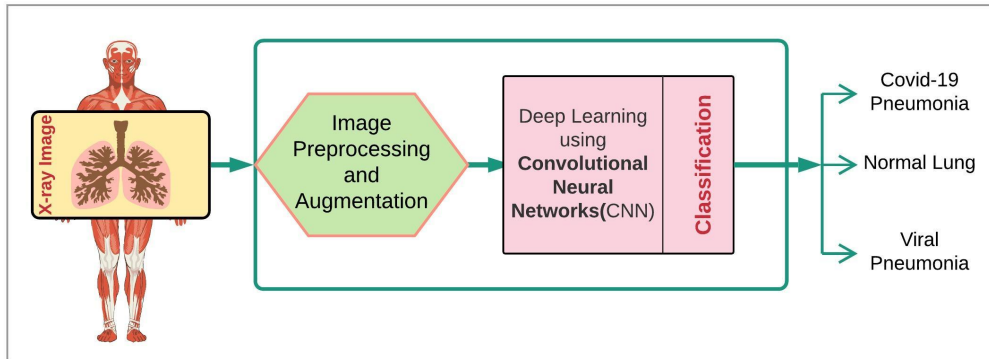 X-ray Image
Image
Preprocessing
and
Augmentation
Deep Learning
using
Convolutional
Neural
Networks(CNN)
Classification
Covid-19
Pneumonia
Normal Lung
Viral
Pneumonia